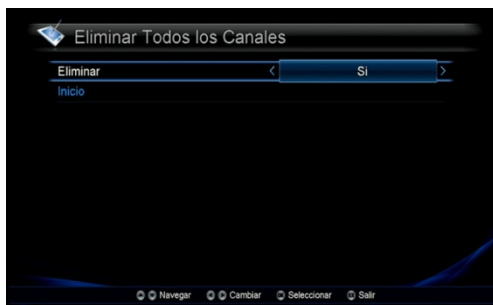 Eliminar Todos los Canales
Eliminar Si
Inicio
Navegar Cambiar Seleccionar Salir